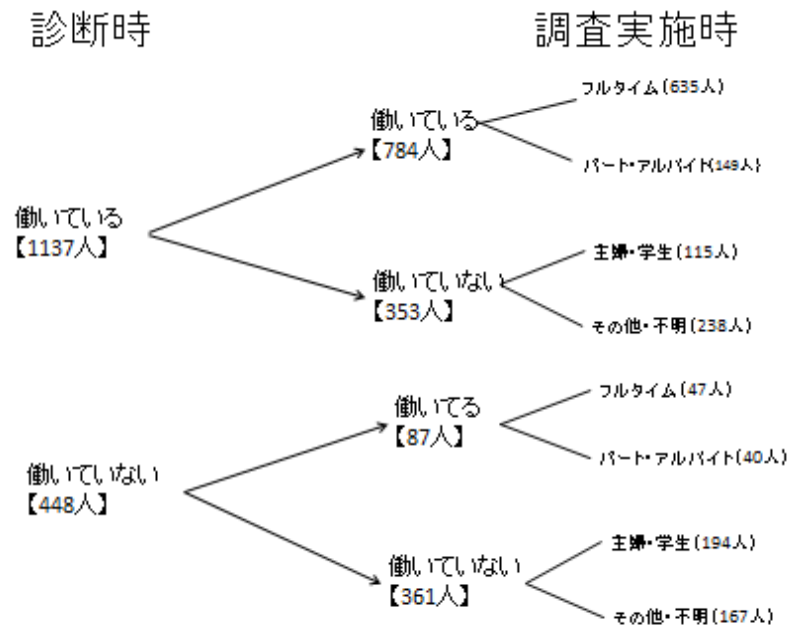 診断時
調査実施時
働いている
【1137人】
働いている
【784人】
フルタイム(635人)
パート・アルバイト(149人)
働いていない
【353人】
主婦・学生(115人)
その他・不明(238人)
働いていない
【448人】
働いてる
【87人】
フルタイム(47人)
パート・アルバイト(40人)
働いていない
【361人】
主婦・学生(194人)
その他・不明(167人)